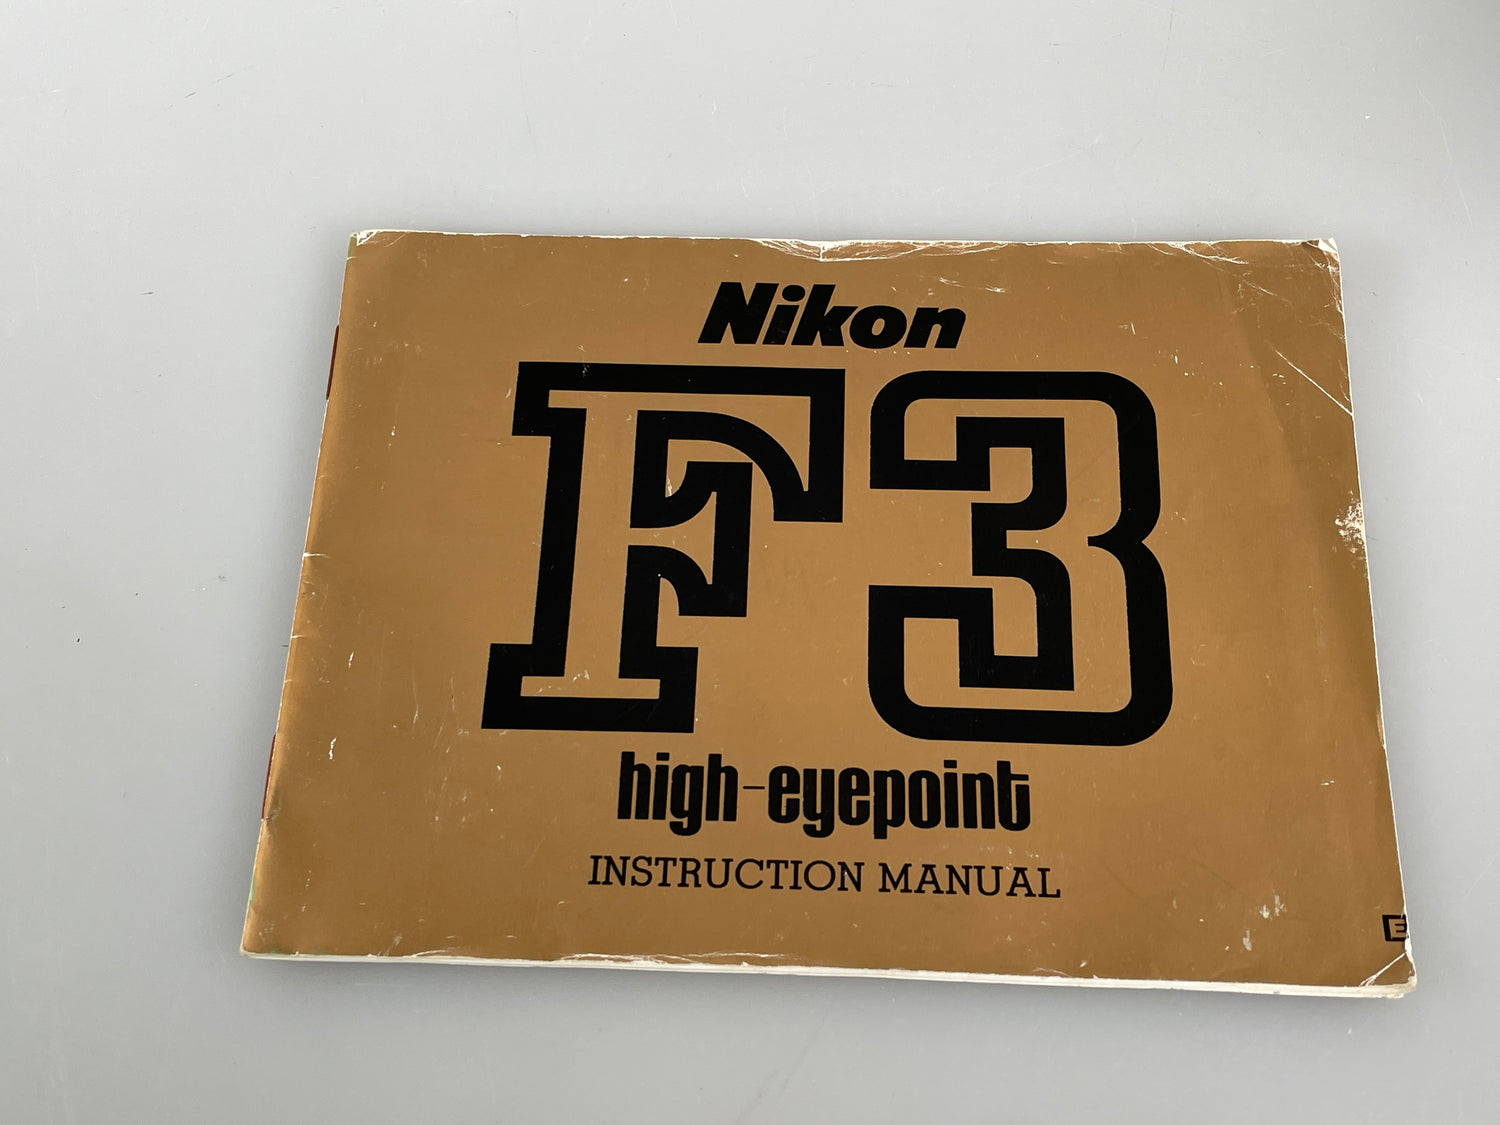 Nikon
F3
high-eyepoint
INSTRUCTION MANUAL
E